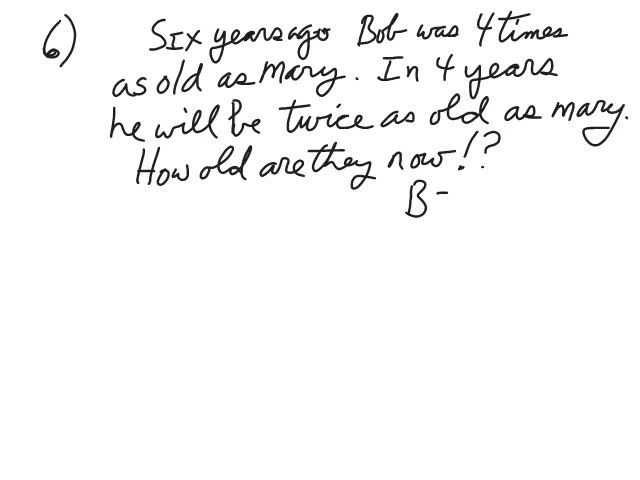 6) Six years ago Bob was 4 times
as old as Mary. In 4 years
he will be twice as old as mary.
How old are they now!?
B -